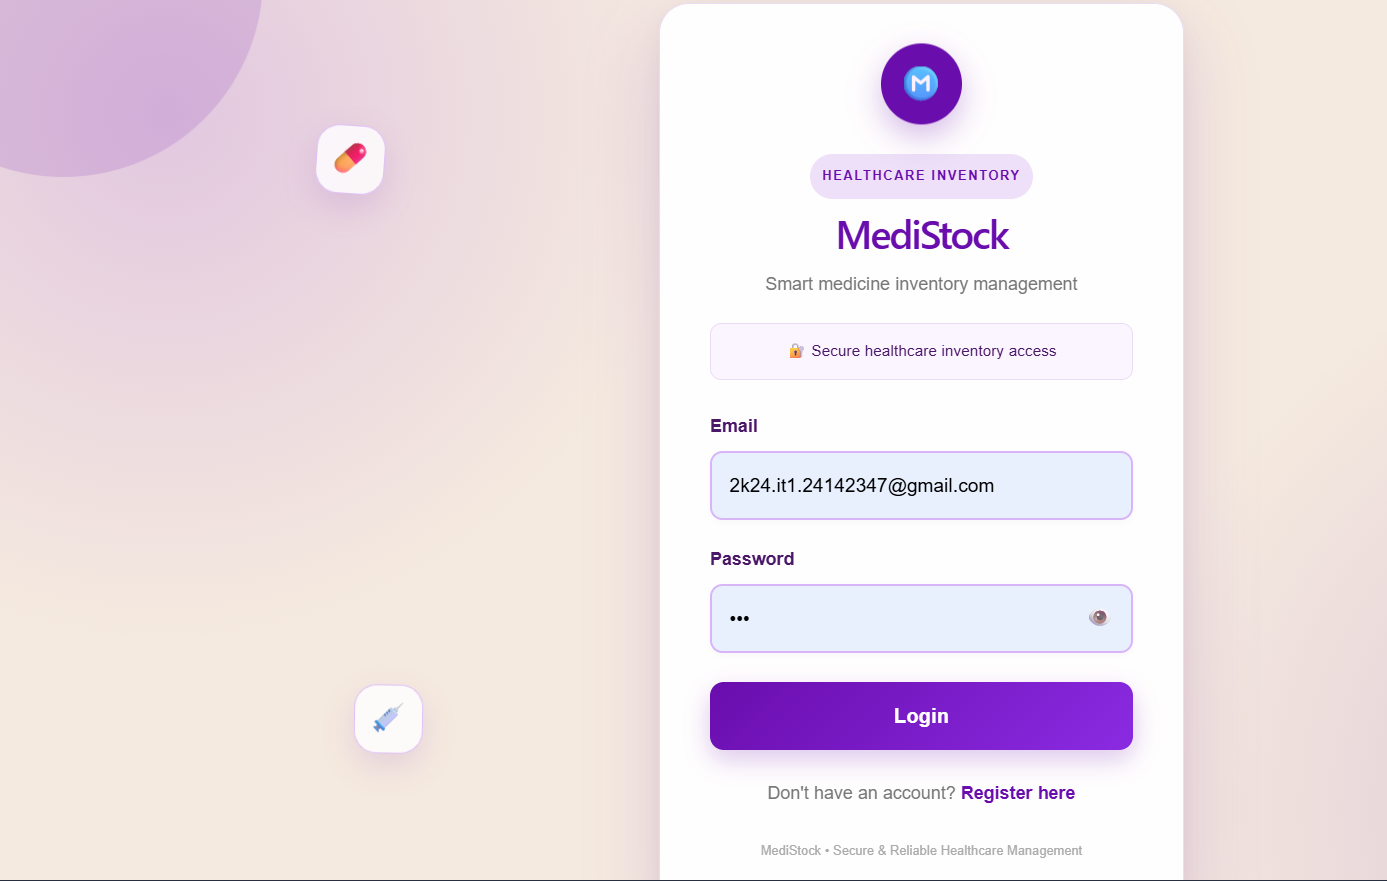 M
HEALTHCARE INVENTORY
MediStock
Smart medicine inventory management
🔐 Secure healthcare inventory access
Email
2k24.it1.24142347@gmail.com
Password
•••
Login
Don't have an account? Register here
MediStock • Secure & Reliable Healthcare Management